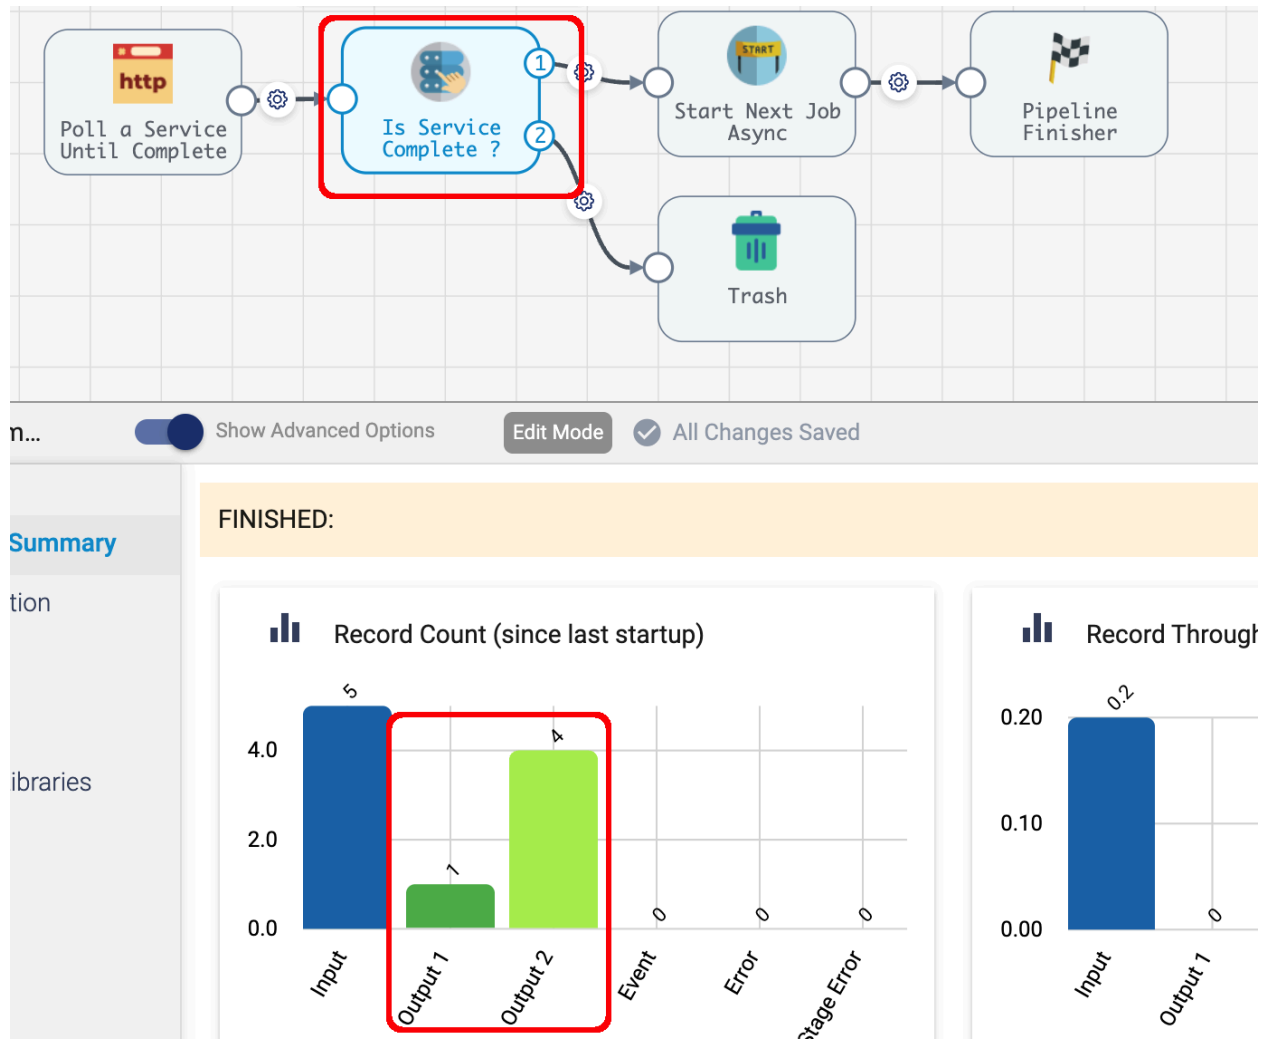 http
Poll a Service
Until Complete
Is Service
Complete ?
1
2
START
Start Next Job
Async
Pipeline
Finisher
Trash
m...
Show Advanced Options
Edit Mode
All Changes Saved
Summary
tion
ibraries
FINISHED:
Record Count (since last startup)
5
4
1
0
0
0
4.0
2.0
0.0
Input
Output 1
Output 2
Event
Error
Stage Error
Record Through
0.2
0
0.20
0.10
0.00
Input
Output 1